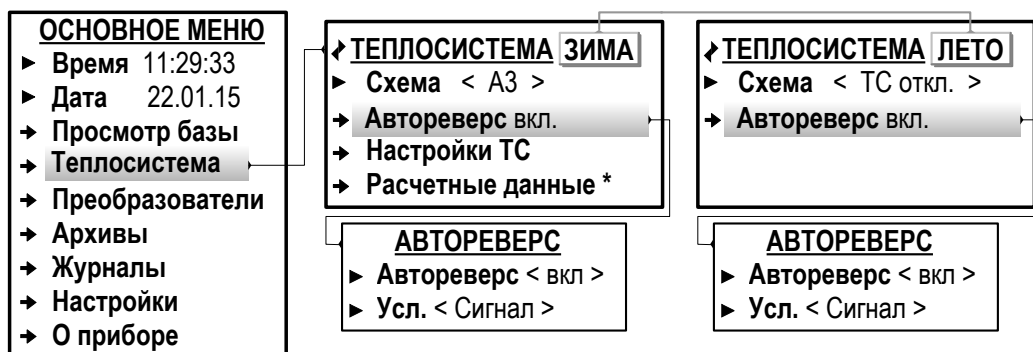 ОСНОВНОЕ МЕНЮ
Время 11:29:33
Дата 22.01.15
Просмотр базы
Теплосистема
Преобразователи
Архивы
Журналы
Настройки
О приборе
ТЕПЛОСИСТЕМА ЗИМА
Схема < А3 >
Автореверс вкл.
Настройки ТС
Расчетные данные *
АВТОРЕВЕРС
Автореверс < вкл >
Усл. < Сигнал >
ТЕПЛОСИСТЕМА ЛЕТО
Схема < ТС откл. >
Автореверс вкл.
АВТОРЕВЕРС
Автореверс < вкл >
Усл. < Сигнал >